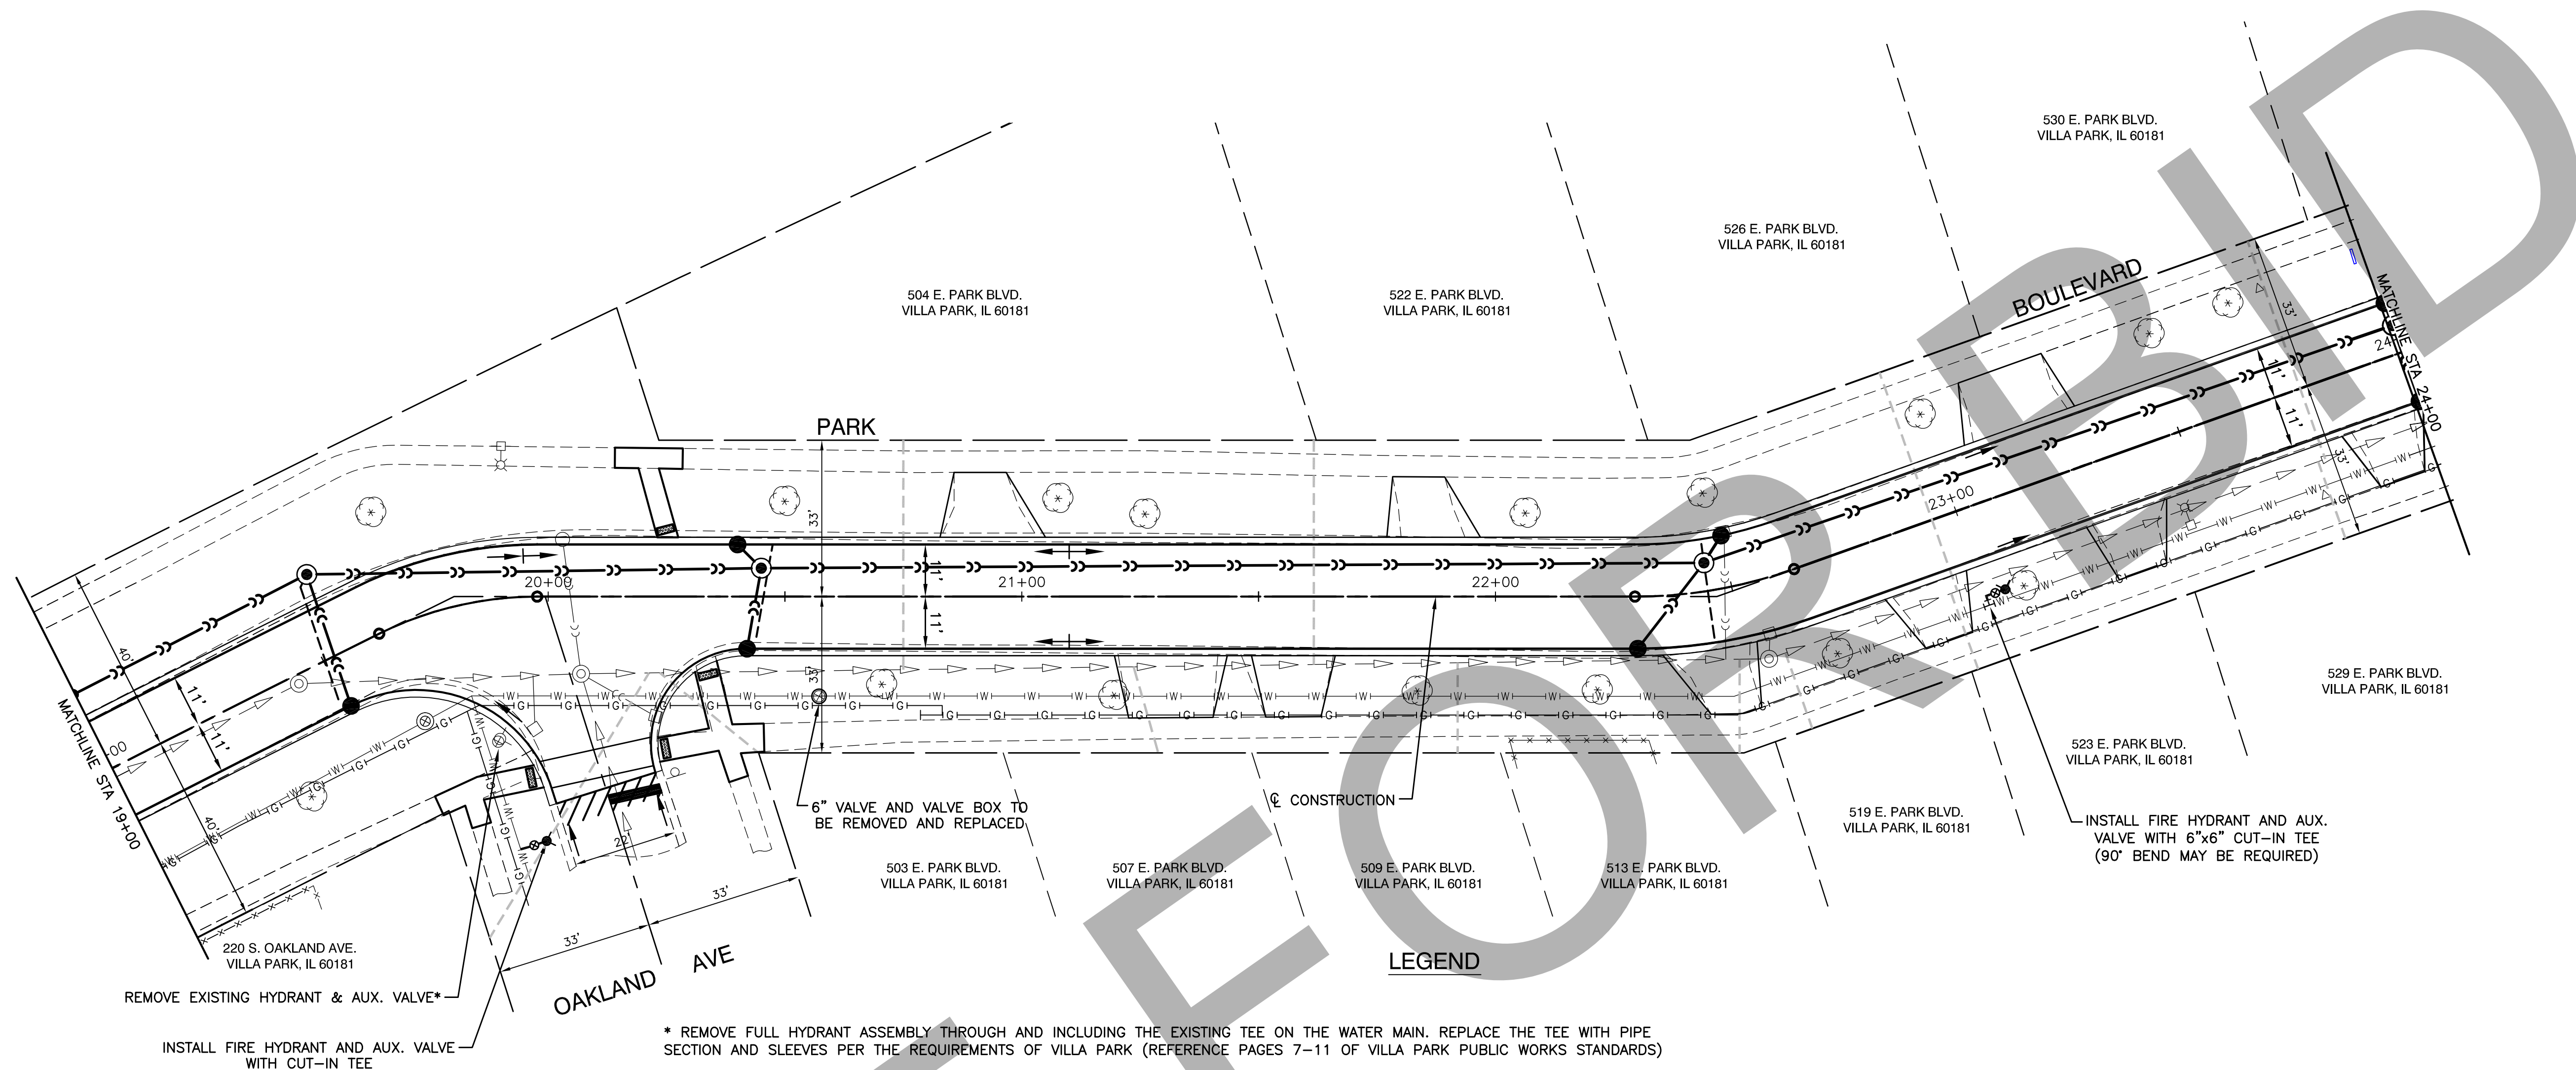 530 E. PARK BLVD.
VILLA PARK, IL 60181
526 E. PARK BLVD.
VILLA PARK, IL 60181
504 E. PARK BLVD.
VILLA PARK, IL 60181
522 E. PARK BLVD.
VILLA PARK, IL 60181
BOULEVARD
PARK
MATCHLINE STA 24+00
33'
11'
11'
33'
24
23+00
33'
11'
11'
33'
20+00
21+00
22+00
40'
11'
11'
40'
00
MATCHLINE STA 19+00
529 E. PARK BLVD.
VILLA PARK, IL 60181
523 E. PARK BLVD.
VILLA PARK, IL 60181
519 E. PARK BLVD.
VILLA PARK, IL 60181
℄ CONSTRUCTION
6" VALVE AND VALVE BOX TO
BE REMOVED AND REPLACED
INSTALL FIRE HYDRANT AND AUX.
VALVE WITH 6"x6" CUT-IN TEE
(90° BEND MAY BE REQUIRED)
22'
503 E. PARK BLVD.
VILLA PARK, IL 60181
507 E. PARK BLVD.
VILLA PARK, IL 60181
509 E. PARK BLVD.
VILLA PARK, IL 60181
513 E. PARK BLVD.
VILLA PARK, IL 60181
33'
33'
220 S. OAKLAND AVE.
VILLA PARK, IL 60181
OAKLAND AVE
LEGEND
REMOVE EXISTING HYDRANT & AUX. VALVE*
INSTALL FIRE HYDRANT AND AUX. VALVE
WITH CUT-IN TEE
* REMOVE FULL HYDRANT ASSEMBLY THROUGH AND INCLUDING THE EXISTING TEE ON THE WATER MAIN. REPLACE THE TEE WITH PIPE
SECTION AND SLEEVES PER THE REQUIREMENTS OF VILLA PARK (REFERENCE PAGES 7-11 OF VILLA PARK PUBLIC WORKS STANDARDS)
FOR BID